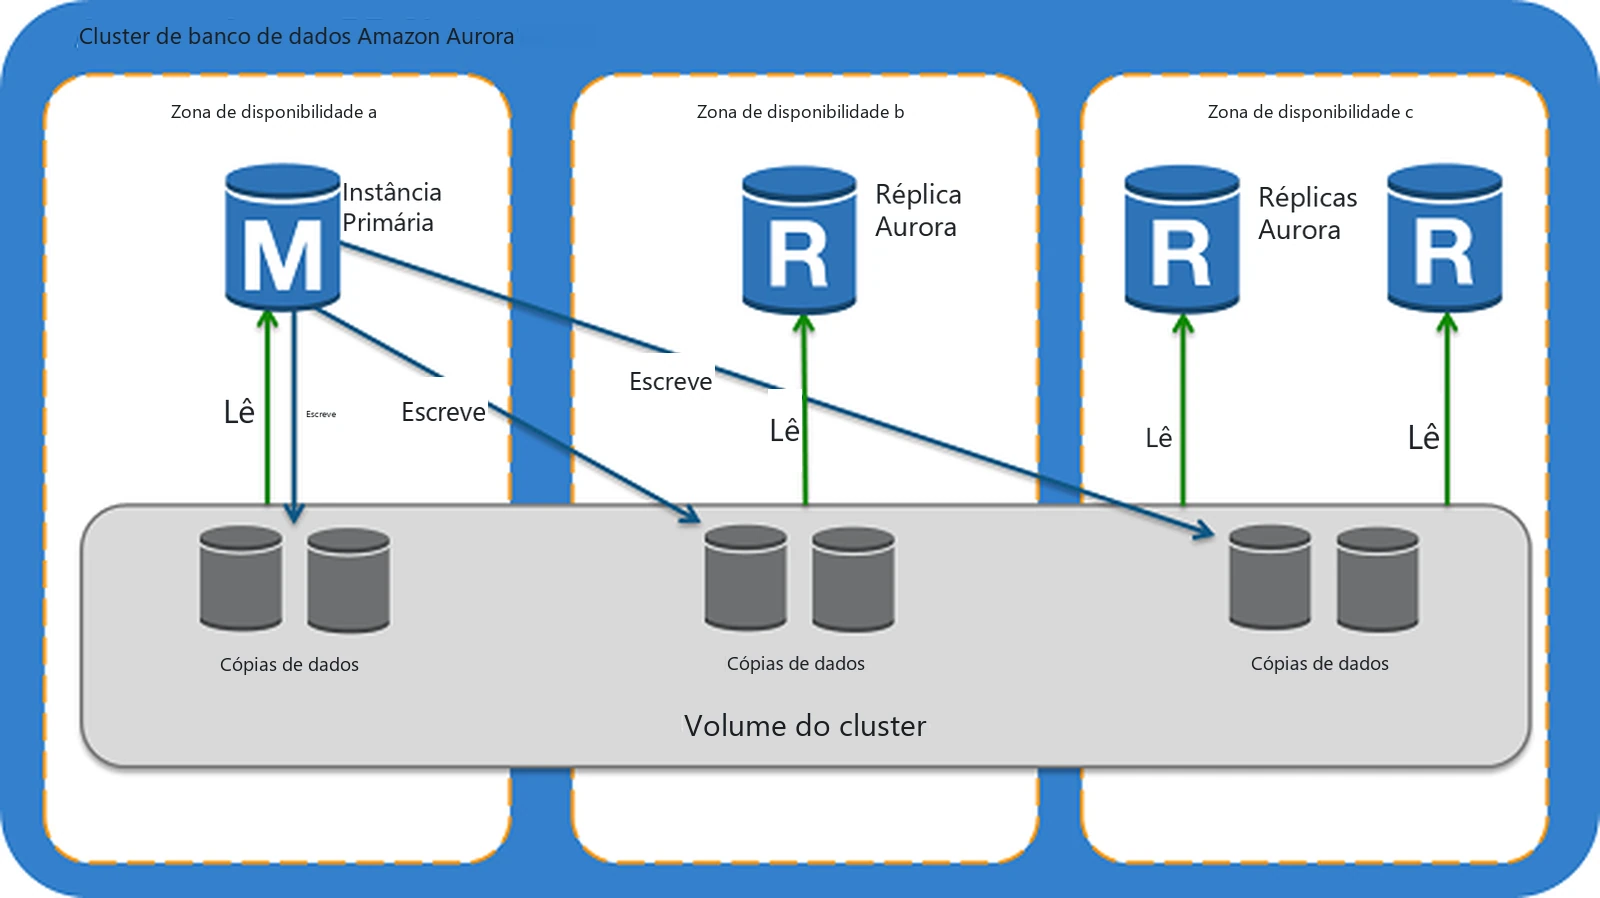 Cluster de banco de dados Amazon Aurora
Zona de disponibilidade a
Zona de disponibilidade b
Zona de disponibilidade c
M
Instância
Primária
R
Réplica
Aurora
R
Réplicas
Aurora
R
Lê
Escreve
Escreve
Escreve
Lê
Lê
Lê
Cópias de dados
Cópias de dados
Cópias de dados
Volume do cluster